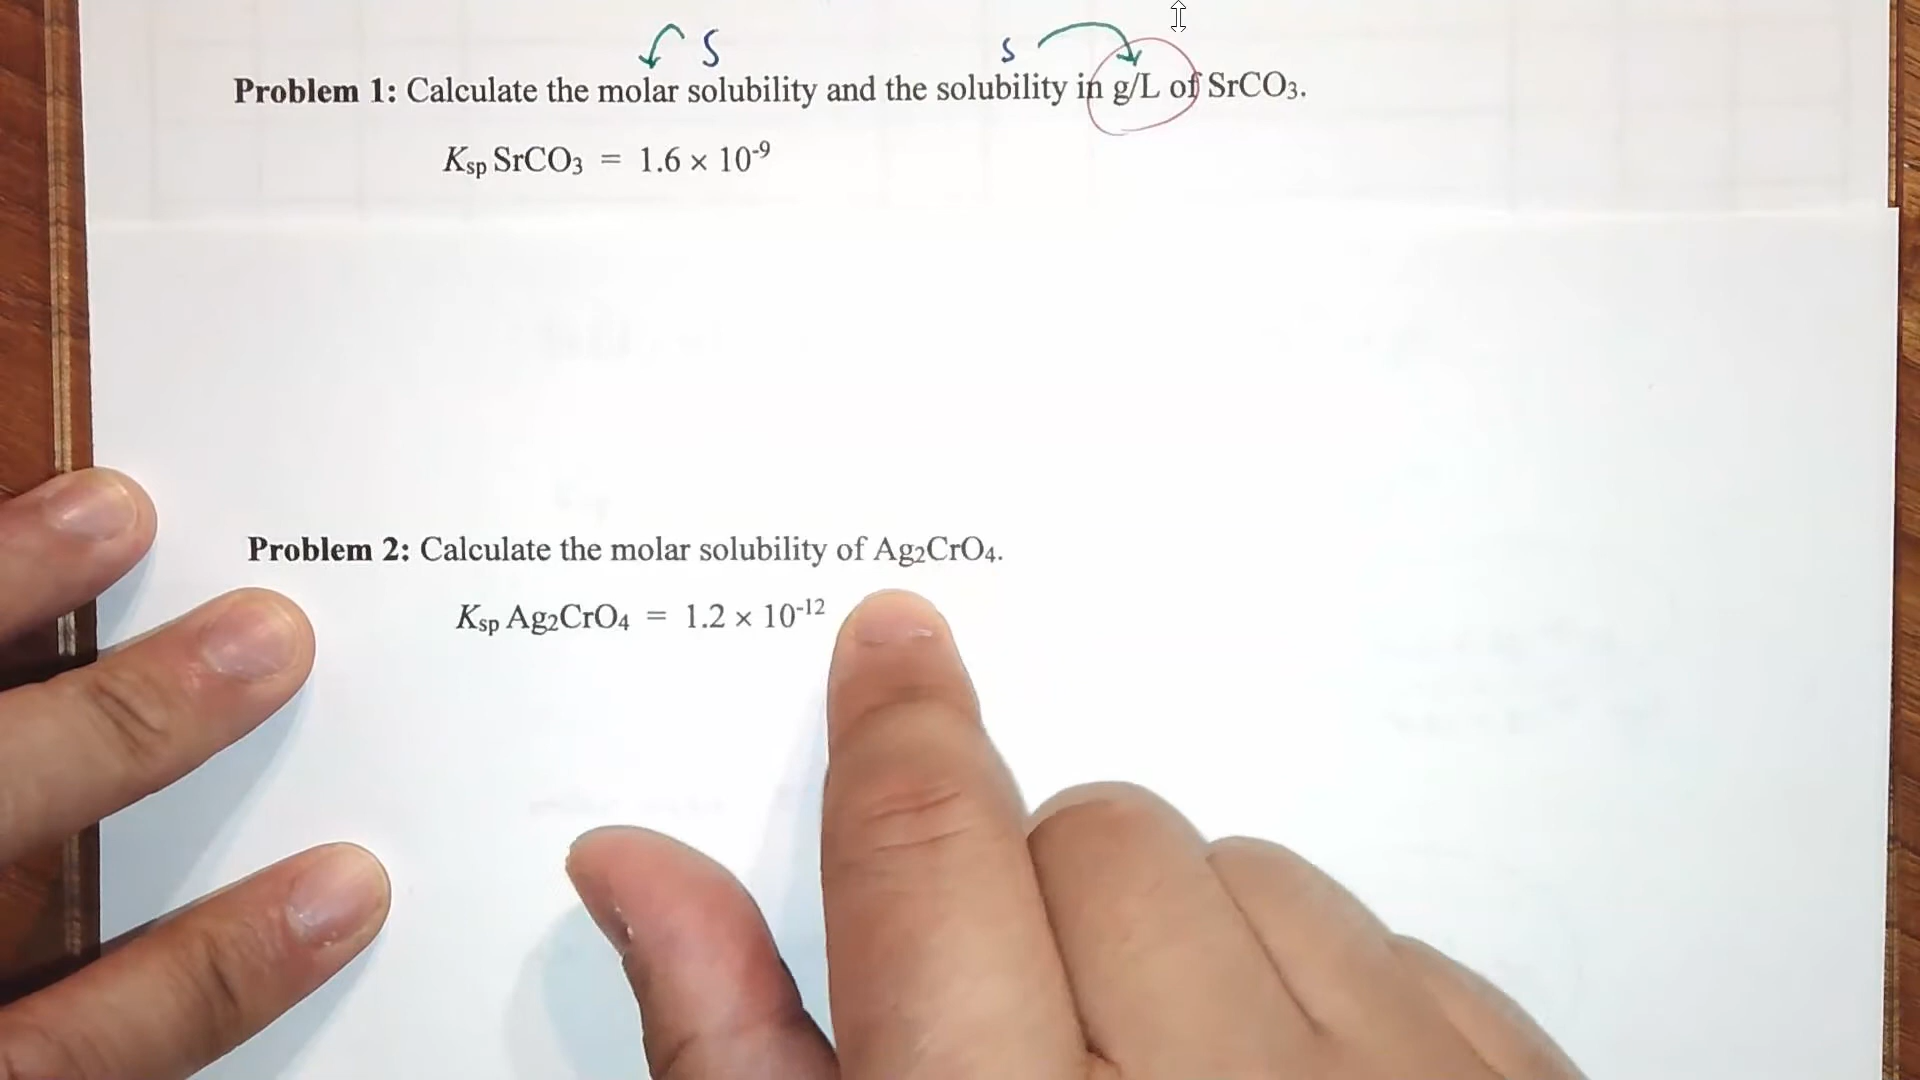 S S
Problem 1: Calculate the molar solubility and the solubility in g/L of SrCO₃.
Kₛₚ SrCO₃ = 1.6 × 10⁻⁹
Problem 2: Calculate the molar solubility of Ag₂CrO₄.
Kₛₚ Ag₂CrO₄ = 1.2 × 10⁻¹²